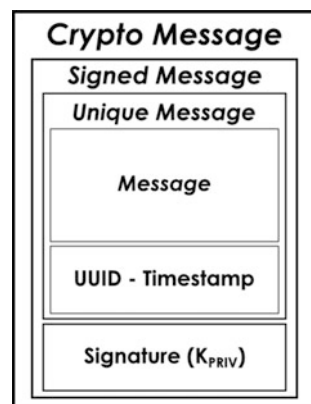 Crypto Message
Signed Message
Unique Message
Message
UUID - Timestamp
Signature (KPRIV)